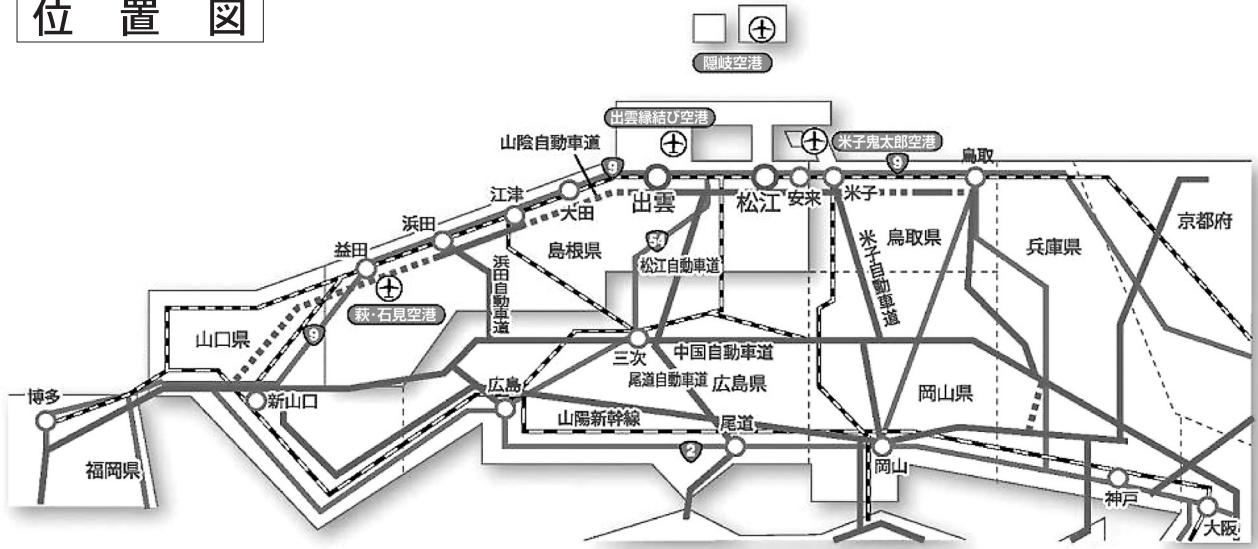 位置図
隠岐空港
出雲縁結び空港
米子鬼太郎空港
山陰自動車道
9
9
鳥取
江津
大田
出雲
松江
安来
米子
京都府
浜田
島根県
54
松江自動車道
米子自動車道
鳥取県
兵庫県
益田
浜田自動車道
萩・石見空港
9
山口県
三次
中国自動車道
尾道自動車道
広島県
岡山県
博多
新山口
広島
山陽新幹線
尾道
2
岡山
福岡県
神戸
大阪